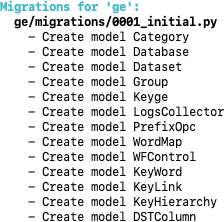 Migrations for 'ge':
ge/migrations/0001_initial.py
– Create model Category
– Create model Database
– Create model Dataset
– Create model Group
– Create model Keyge
– Create model LogsCollector
– Create model PrefixOpc
– Create model WordMap
– Create model WFControl
– Create model KeyWord
– Create model KeyLink
– Create model KeyHierarchy
– Create model DSTColumn